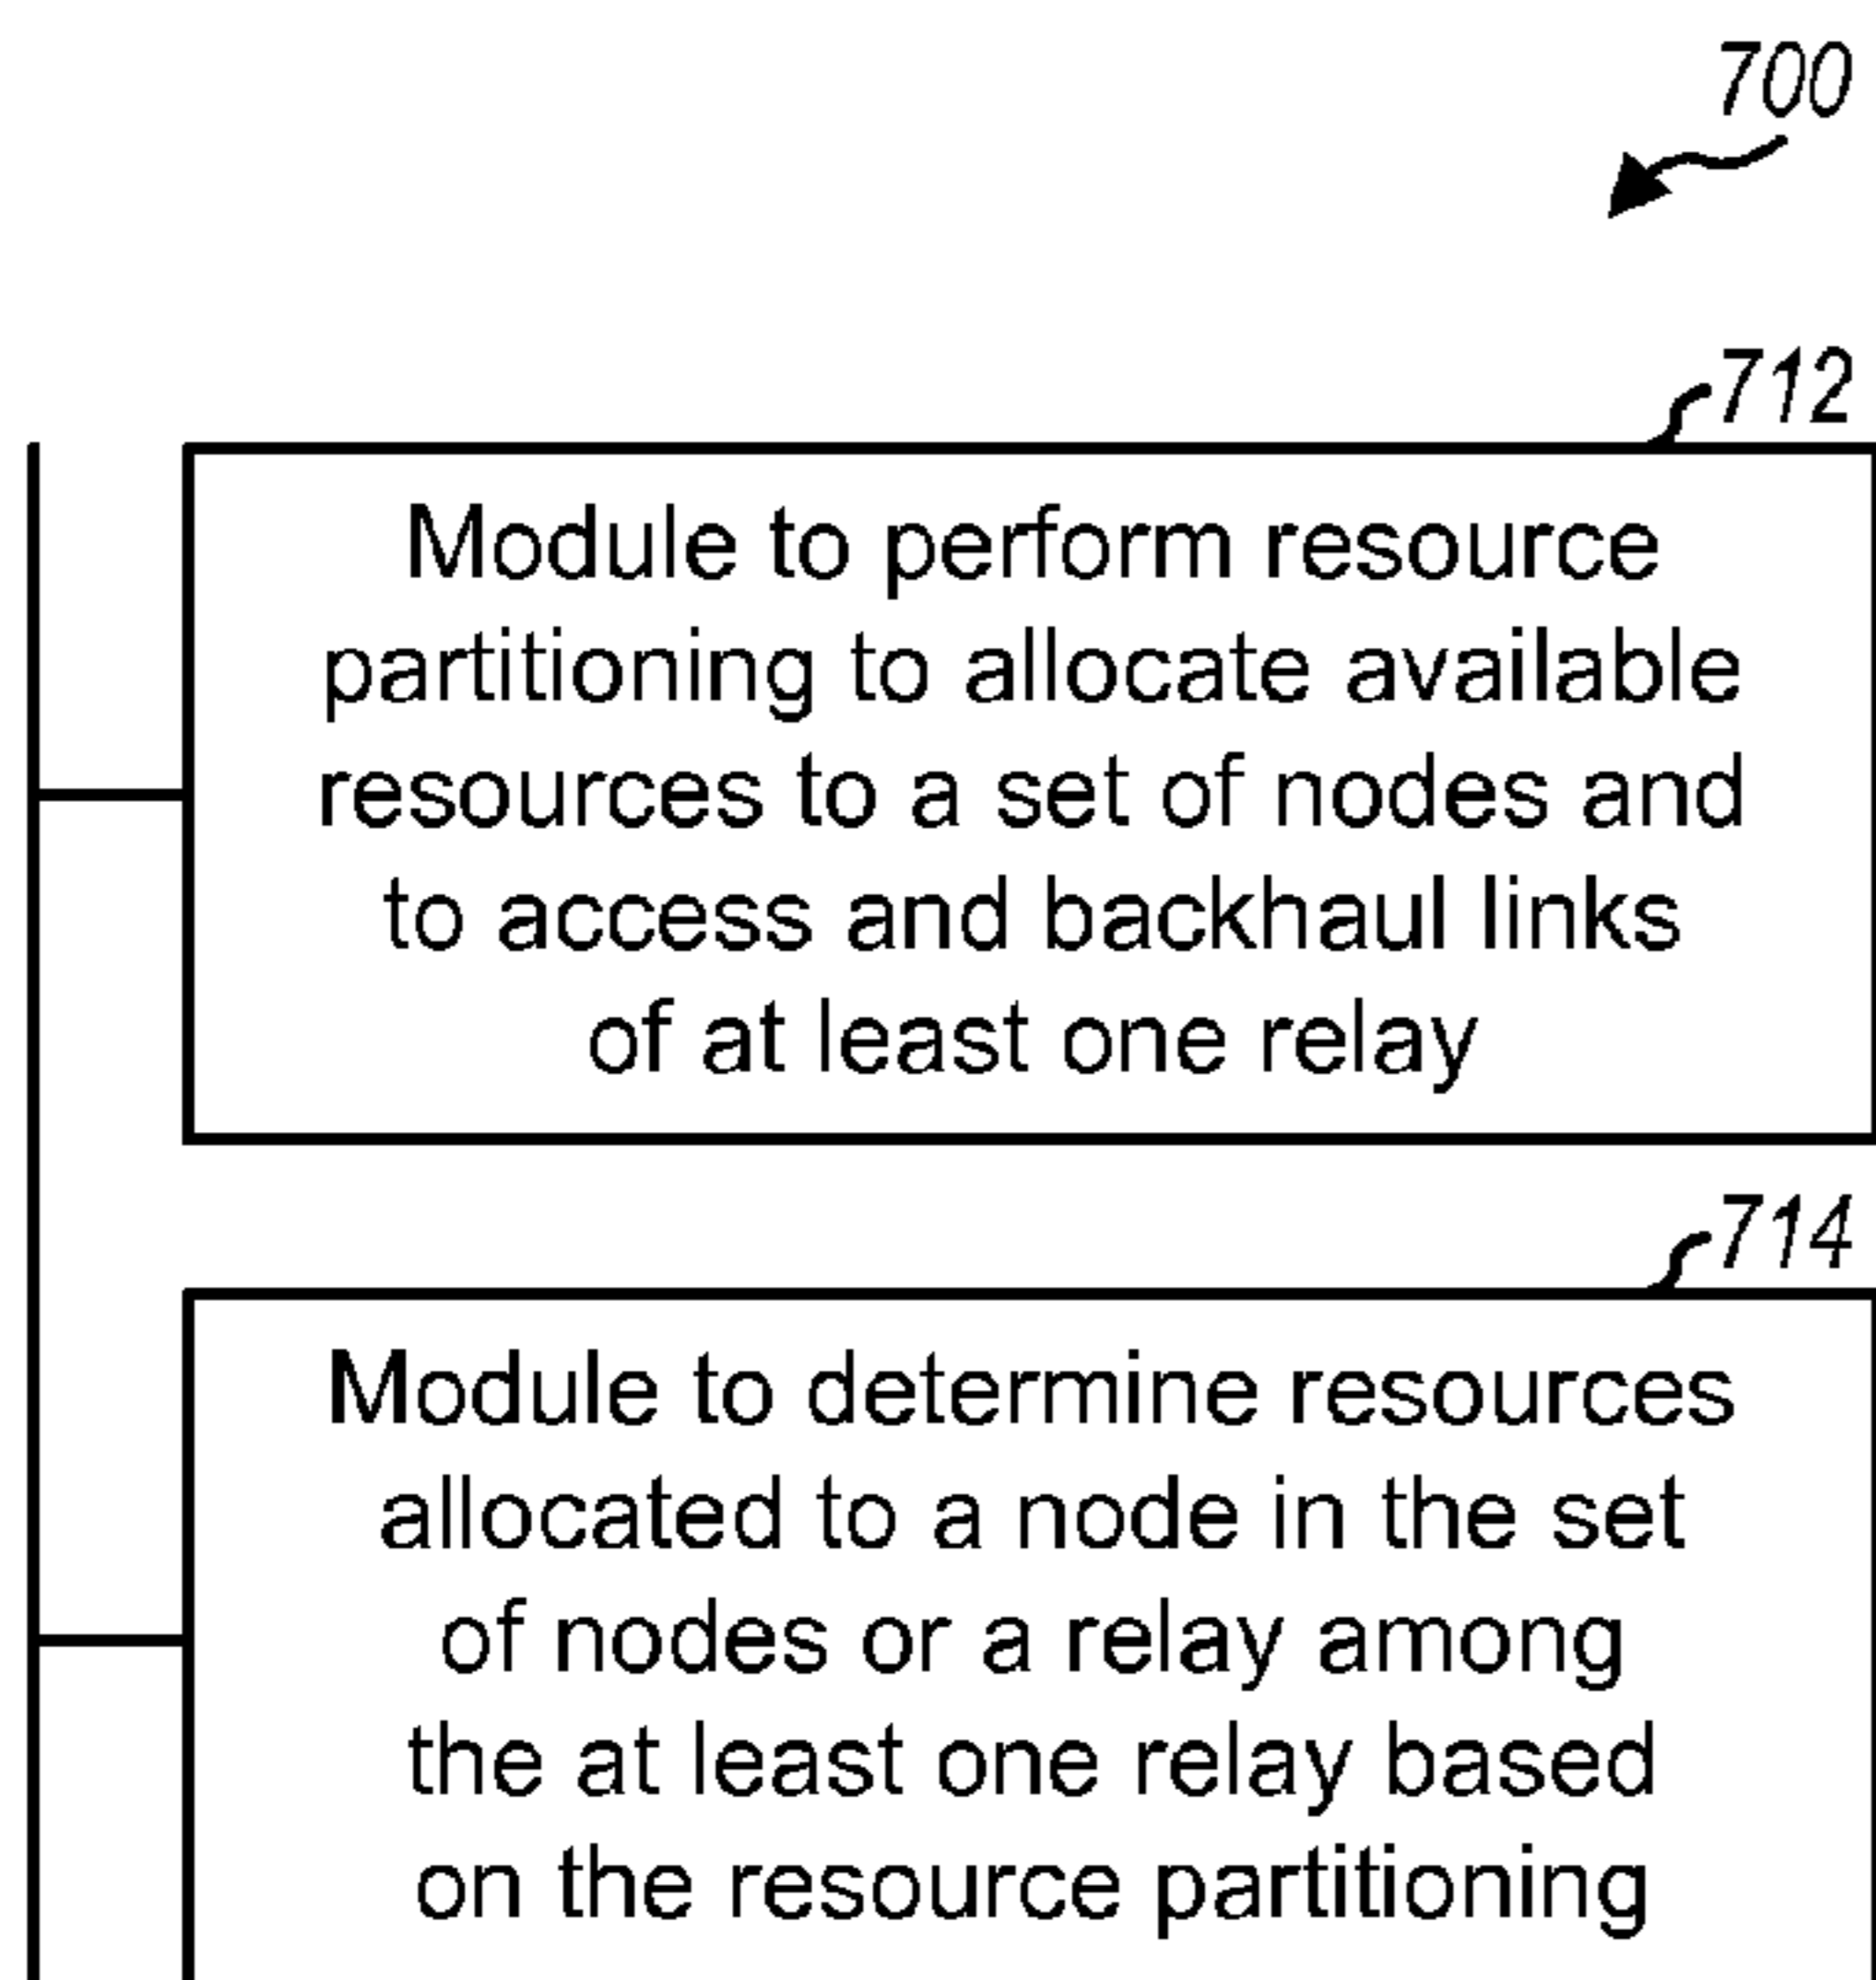 700
712
Module to perform resource
partitioning to allocate available
resources to a set of nodes and
to access and backhaul links
of at least one relay
714
Module to determine resources
allocated to a node in the set
of nodes or a relay among
the at least one relay based
on the resource partitioning